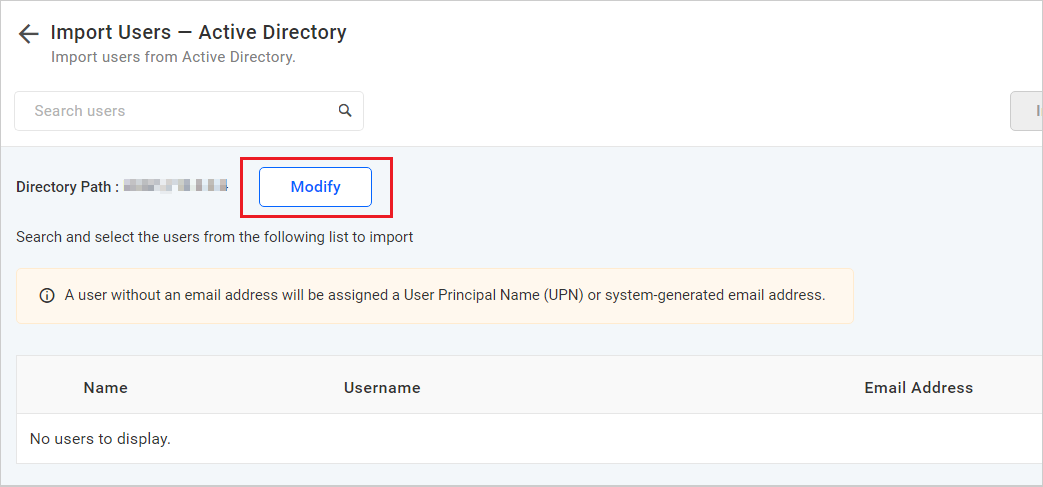 Import Users — Active Directory
Import users from Active Directory.
Search users
Directory Path :
Modify
Search and select the users from the following list to import
A user without an email address will be assigned a User Principal Name (UPN) or system-generated email address.
Name Username Email Address
No users to display.